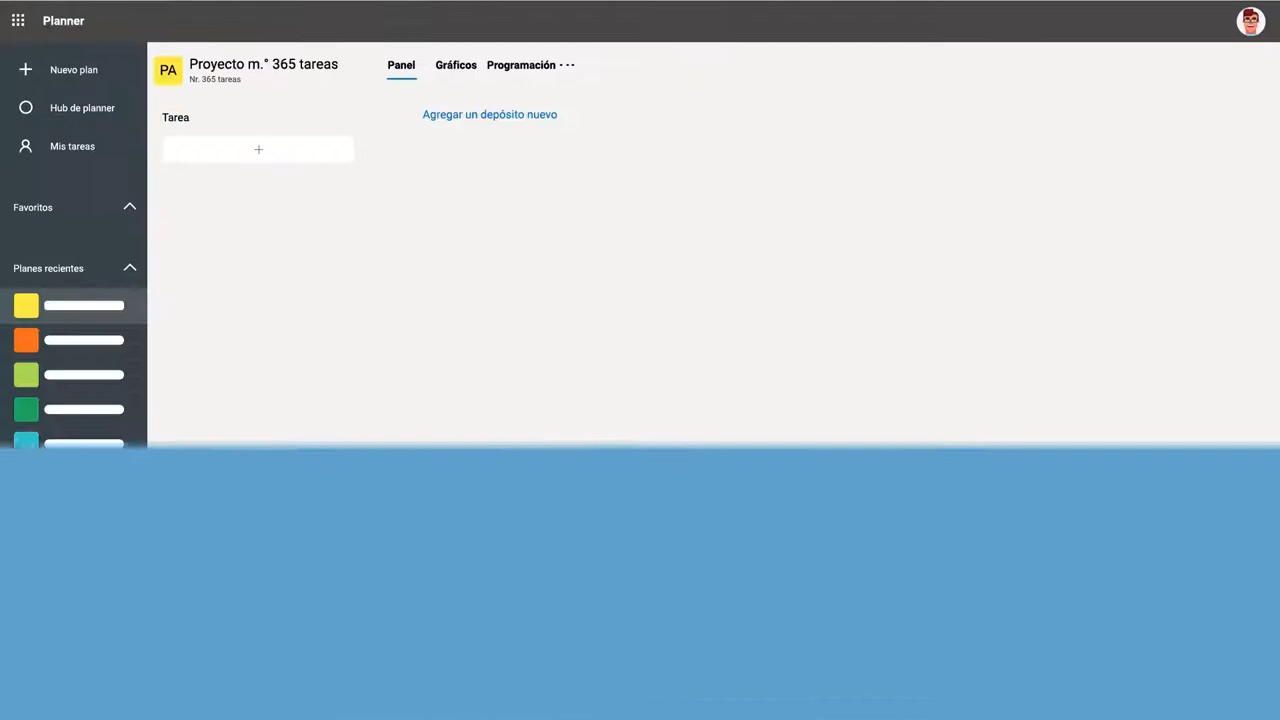 Planner
Nuevo plan
Hub de planner
Mis tareas
Favoritos
Planes recientes
PA
Proyecto m.° 365 tareas
Nr. 365 tareas
Panel
Gráficos
Programación
Tarea
Agregar un depósito nuevo